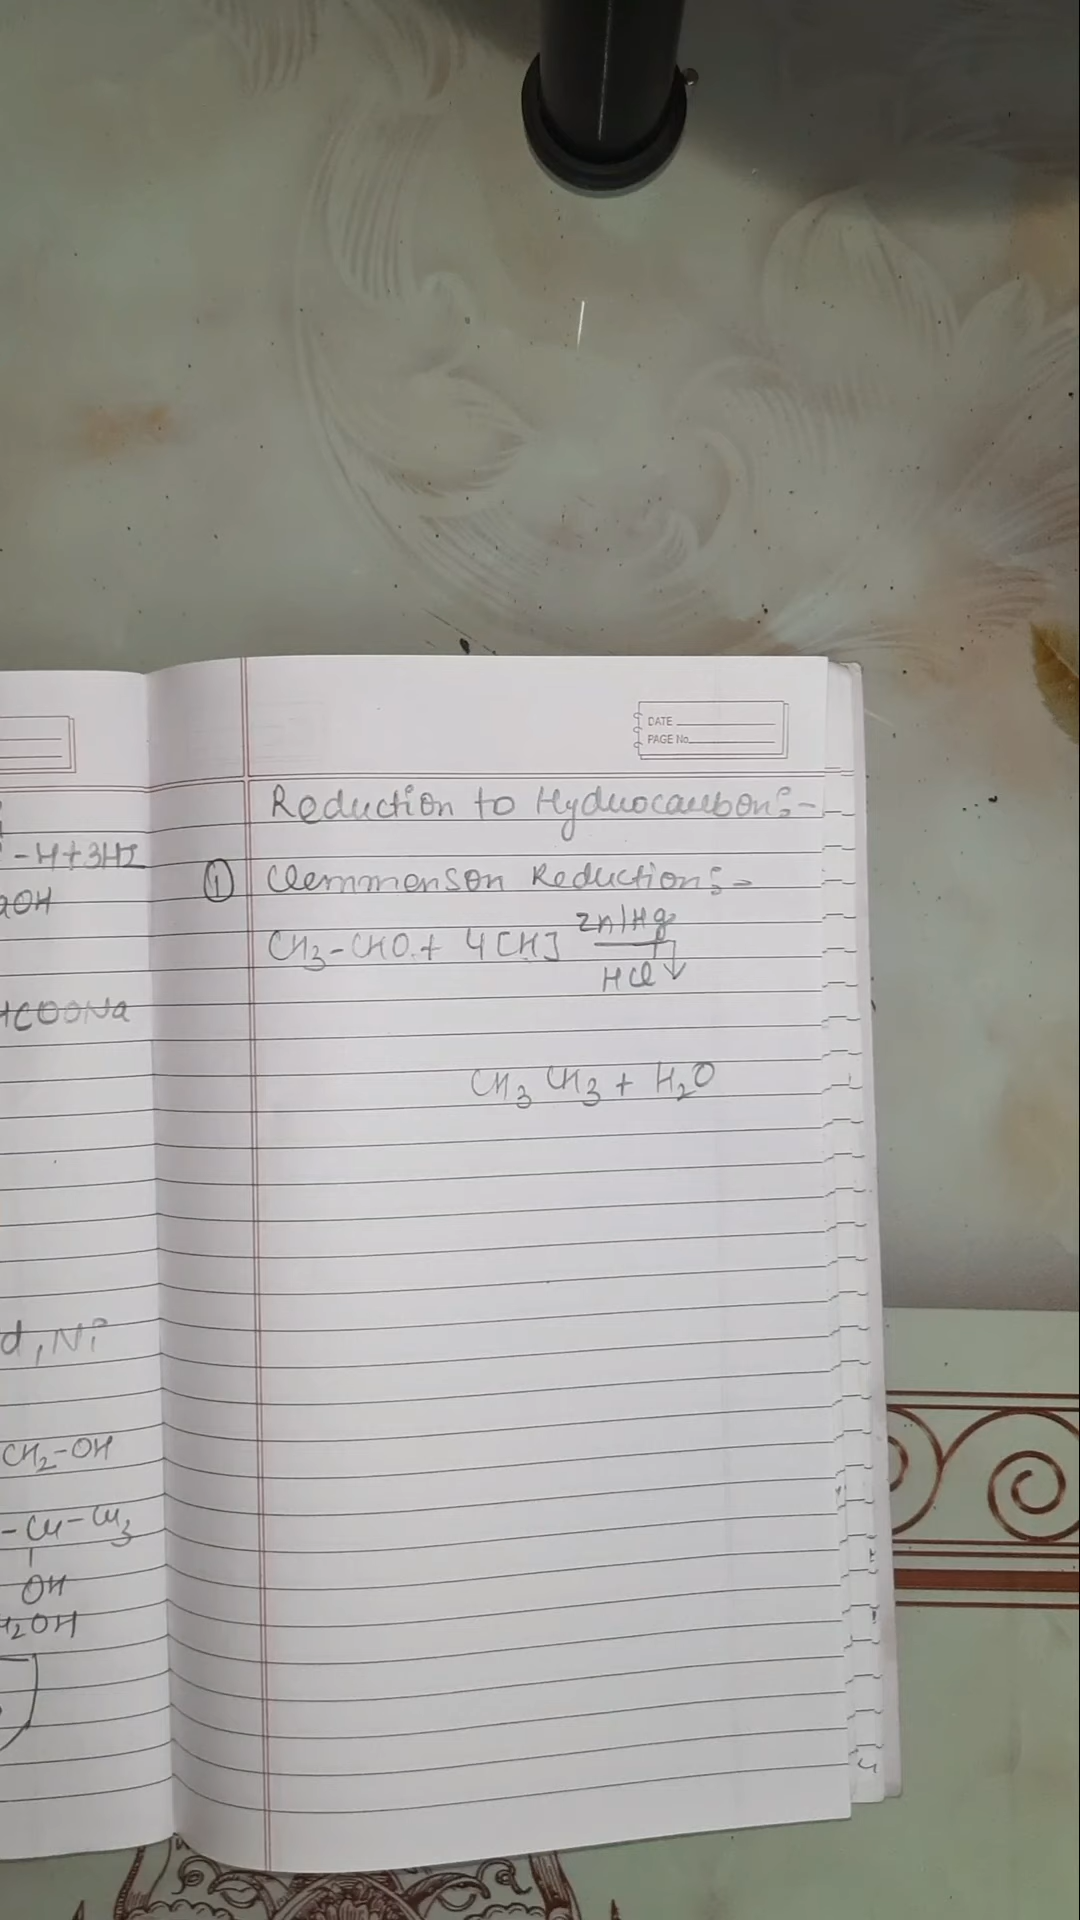 DATE
PAGE No.
Reduction to Hydrocarbon:-
① Clemmenson Reduction:-
CH3-CHO + 4[H] Zn/Hg
HCl
CH3 CH3 + H2O
-H+3HI
aOH
HCOONa
d, Ni
CH2-OH
-CH-CH3
OH
H2OH